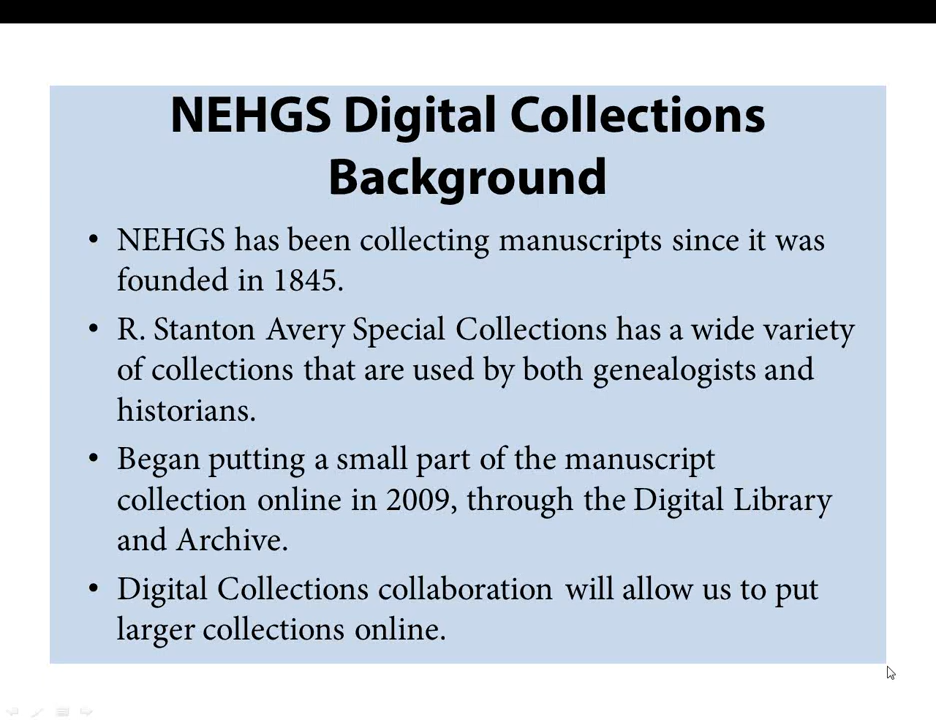 NEHGS Digital Collections
Background
• NEHGS has been collecting manuscripts since it was
founded in 1845.
• R. Stanton Avery Special Collections has a wide variety
of collections that are used by both genealogists and
historians.
• Began putting a small part of the manuscript
collection online in 2009, through the Digital Library
and Archive.
• Digital Collections collaboration will allow us to put
larger collections online.